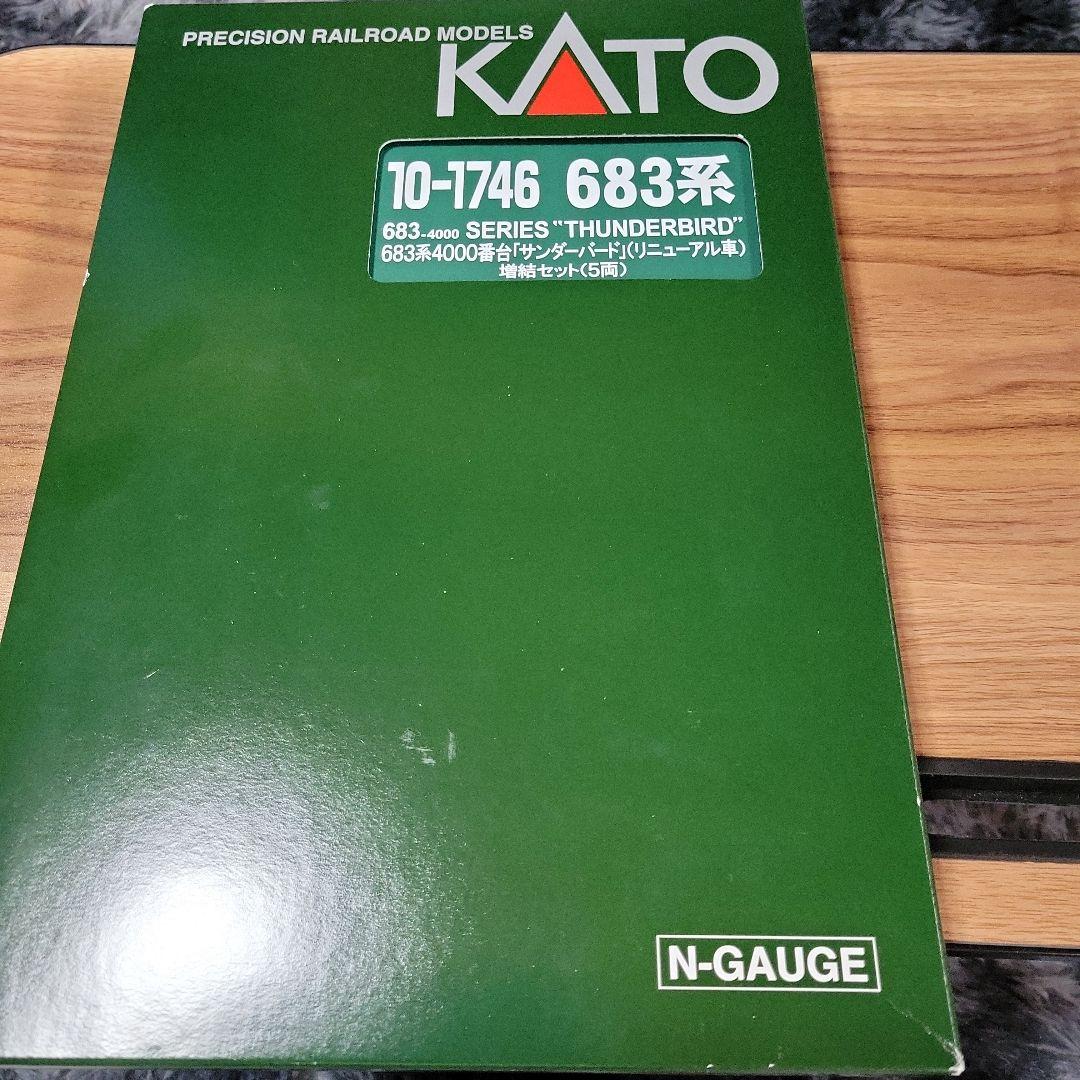 PRECISION RAILROAD MODELS
KATO
10-1746 683系
683-4000 SERIES "THUNDERBIRD"
683系4000番台「サンダーバード」(リニューアル車)
増結セット(5両)
N-GAUGE